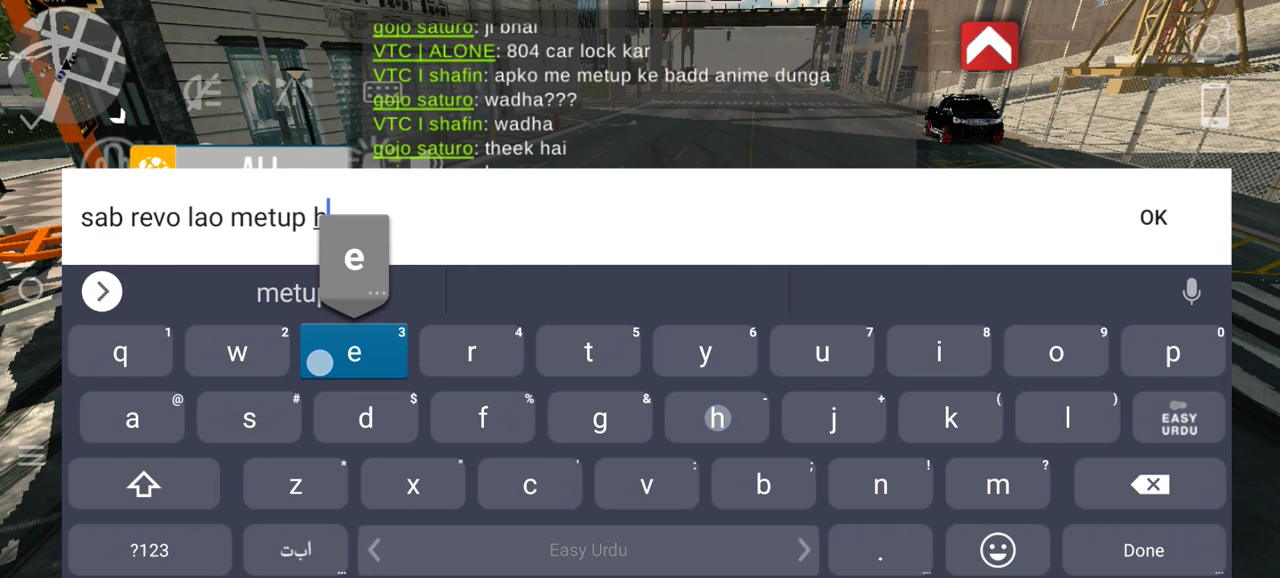 gojo saturo: ji bhai
VTC | ALONE: 804 car lock kar
VTC I shafin: apko me metup ke badd anime dunga
gojo saturo: wadha???
VTC I shafin: wadha
gojo saturo: theek hai
ALL
sab revo lao metup h
OK
e
...
metup
q 1 w 2 e 3 r 4 t 5 y 6 u 7 i 8 o 9 p 0
a @ s # d $ f % g & h - j + k ( l ) EASY URDU
z * x " c ' v : b ; n ! m ?
?123 ابت ... Easy Urdu . ... Done ...